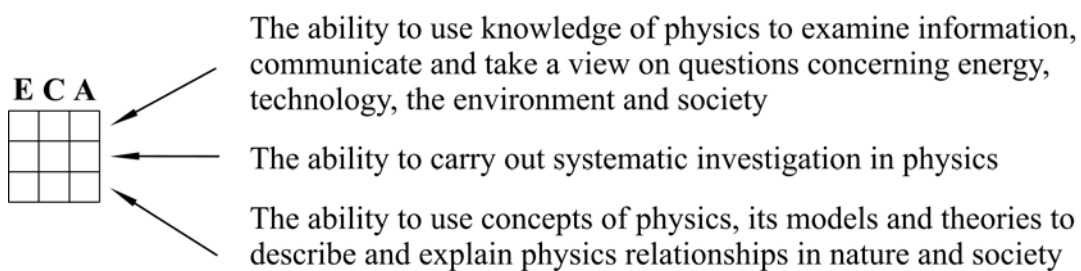 The ability to use knowledge of physics to examine information,
communicate and take a view on questions concerning energy,
technology, the environment and society
E C A
The ability to carry out systematic investigation in physics
The ability to use concepts of physics, its models and theories to
describe and explain physics relationships in nature and society